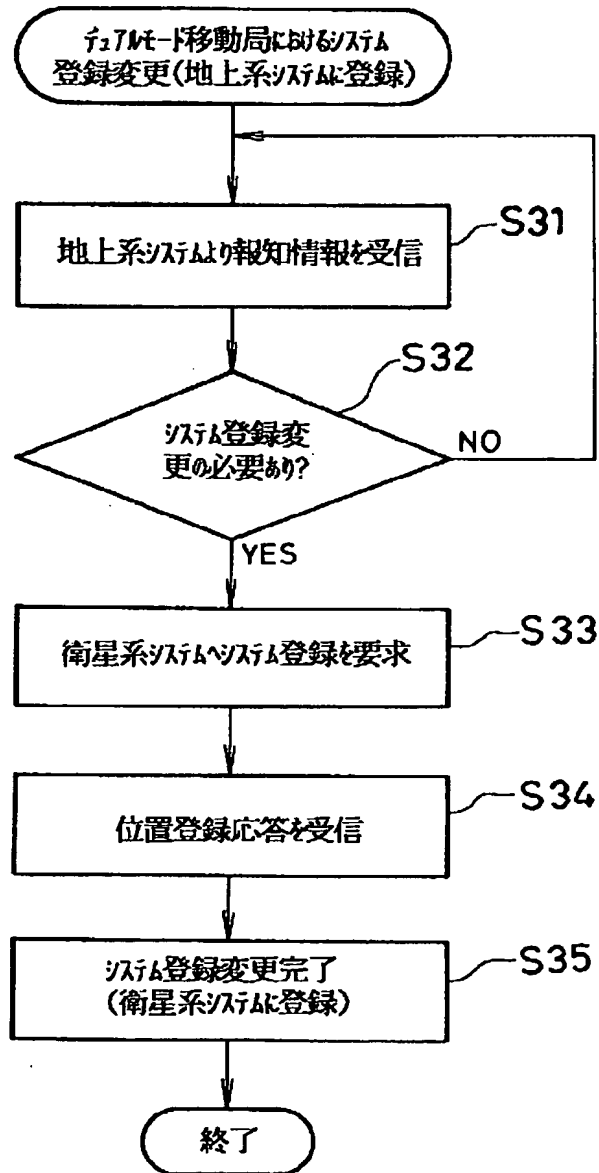 デュアルモード移動局におけるシステム
登録変更(地上系システムに登録)
地上系システムより報知情報を受信
S31
S32
システム登録変
更の必要あり?
NO
YES
衛星系システムへシステム登録を要求
S33
位置登録応答を受信
S34
システム登録変更完了
(衛星系システムに登録)
S35
終了